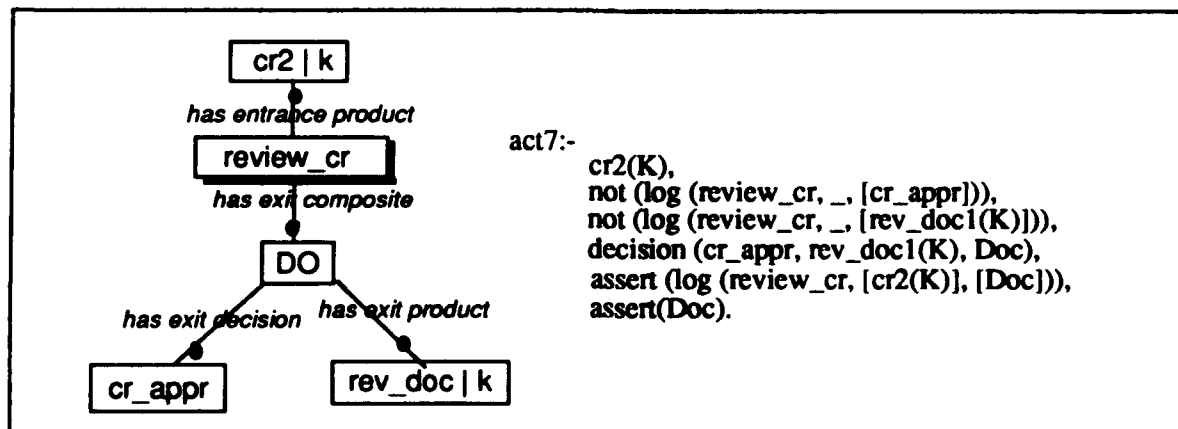 cr2 | k
has entrance product
review_cr
has exit composite
DO
has exit decision
has exit product
cr_appr
rev_doc | k
act7:-
cr2(K),
not (log (review_cr, _, [cr_appr])),
not (log (review_cr, _, [rev_doc1(K)])),
decision (cr_appr, rev_doc1(K), Doc),
assert (log (review_cr, [cr2(K)], [Doc])),
assert(Doc).